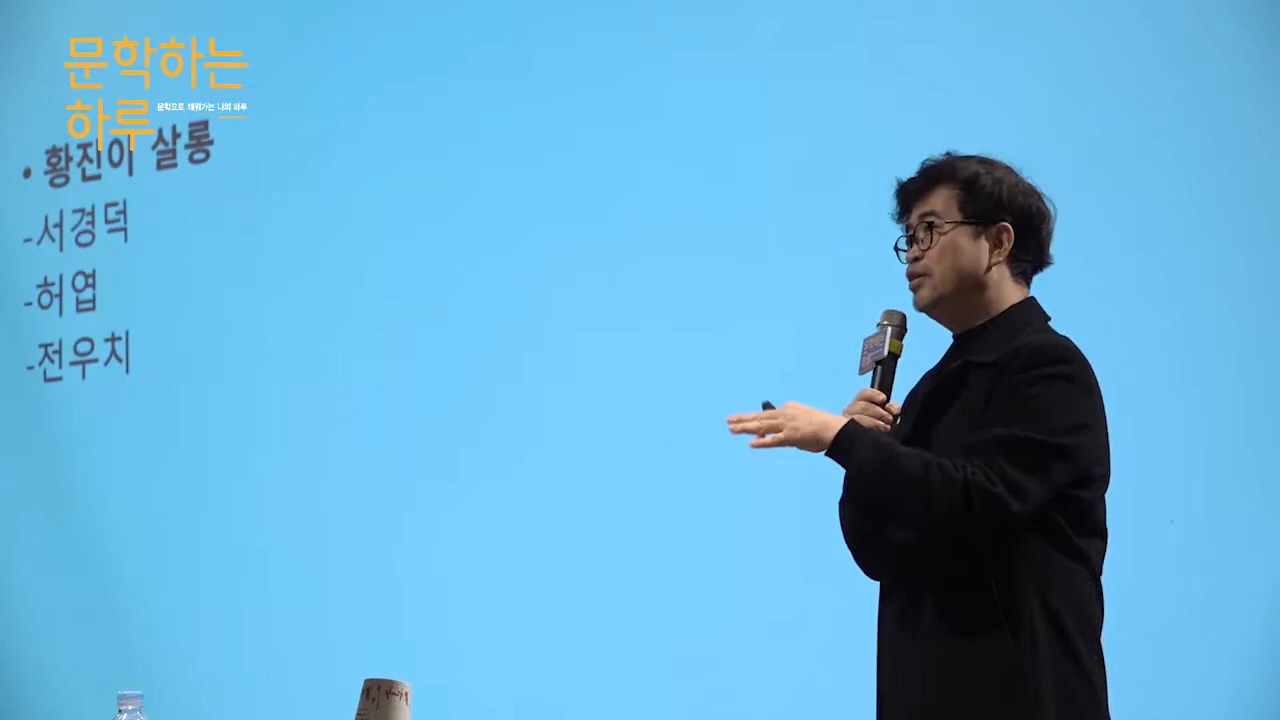 문학하는
하루 문학으로 채워가는 나의 하루
• 황진이 살롱
-서경덕
-허엽
-전우치